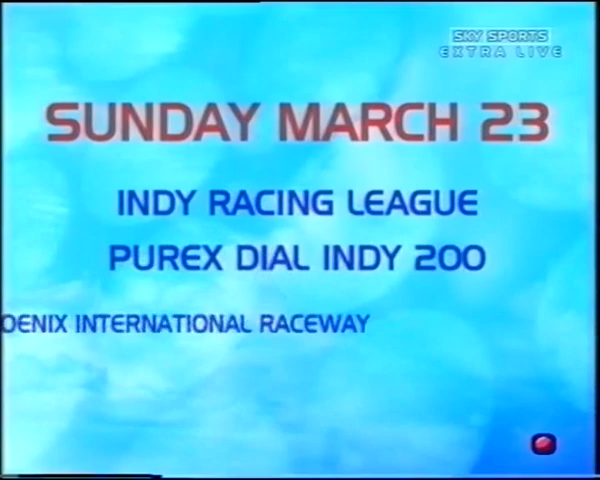 SKY SPORTS
EXTRA LIVE
SUNDAY MARCH 23
INDY RACING LEAGUE
PUREX DIAL INDY 200
OENIX INTERNATIONAL RACEWAY